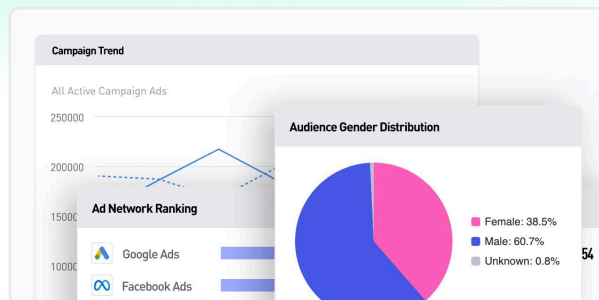 Campaign Trend
All Active Campaign Ads
250000
200000
Audience Gender Distribution
Ad Network Ranking
Google Ads
Facebook Ads
Female: 38.5%
Male: 60.7%
Unknown: 0.8%
54